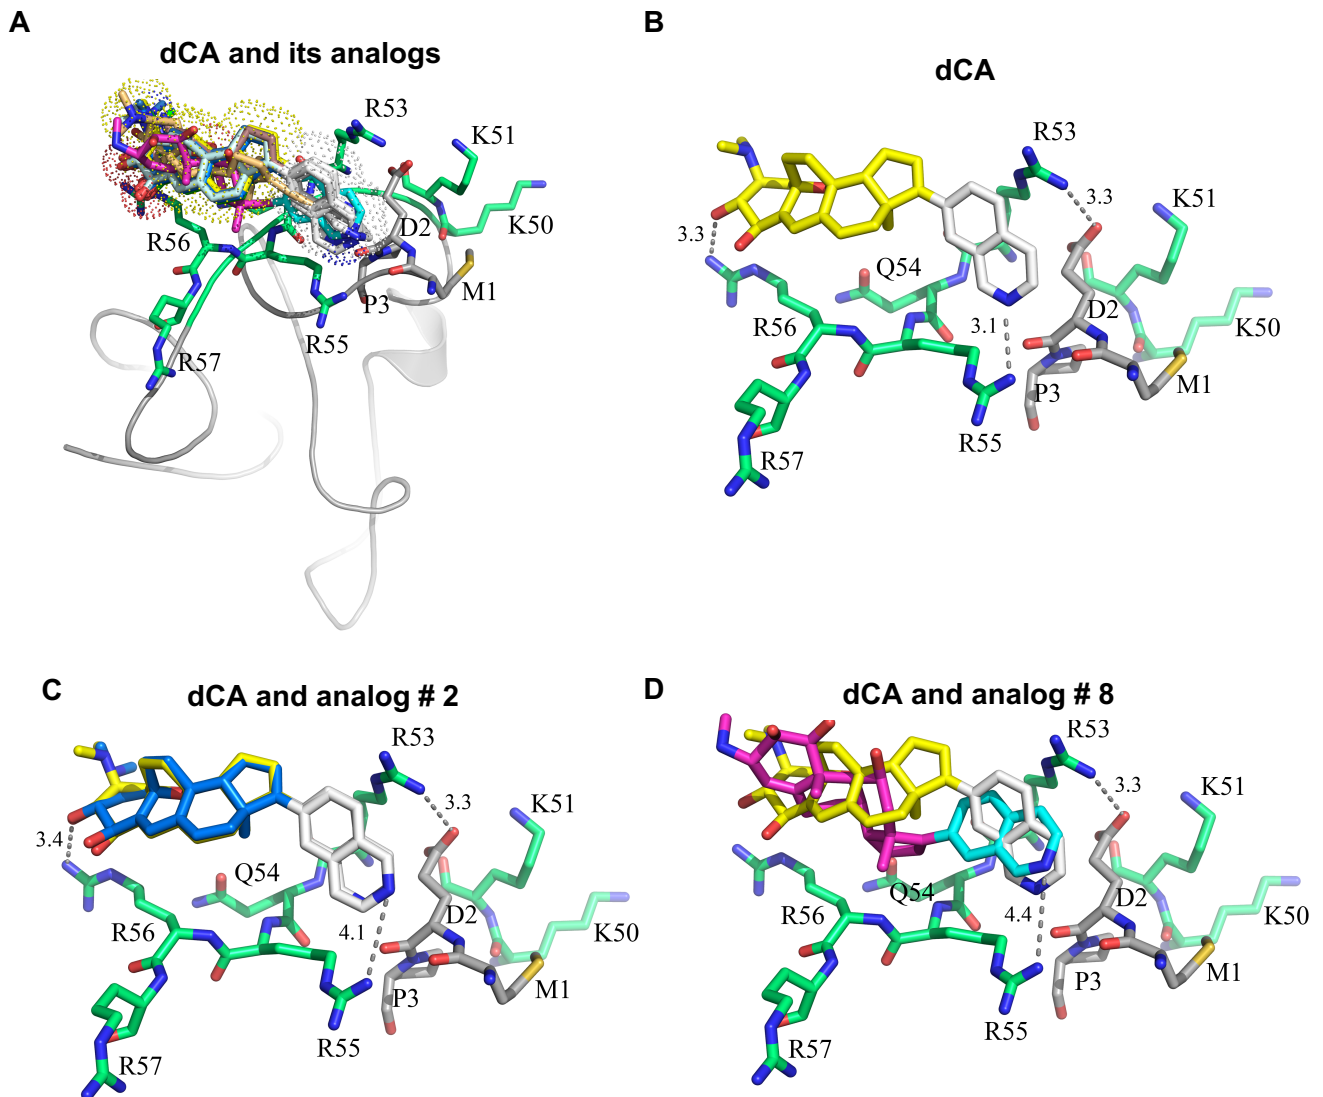 A
dCA and its analogs
R53
K51
K50
R56
D2
M1
P3
R55
R57
B
dCA
R53
3.3
K51
3.3
Q54
D2
R56
3.1
K50
M1
P3
R55
R57
C
dCA and analog # 2
R53
3.3
K51
3.4
Q54
D2
R56
4.1
K50
M1
P3
R55
R57
D
dCA and analog # 8
R53
3.3
K51
Q54
D2
R56
4.4
K50
M1
P3
R55
R57